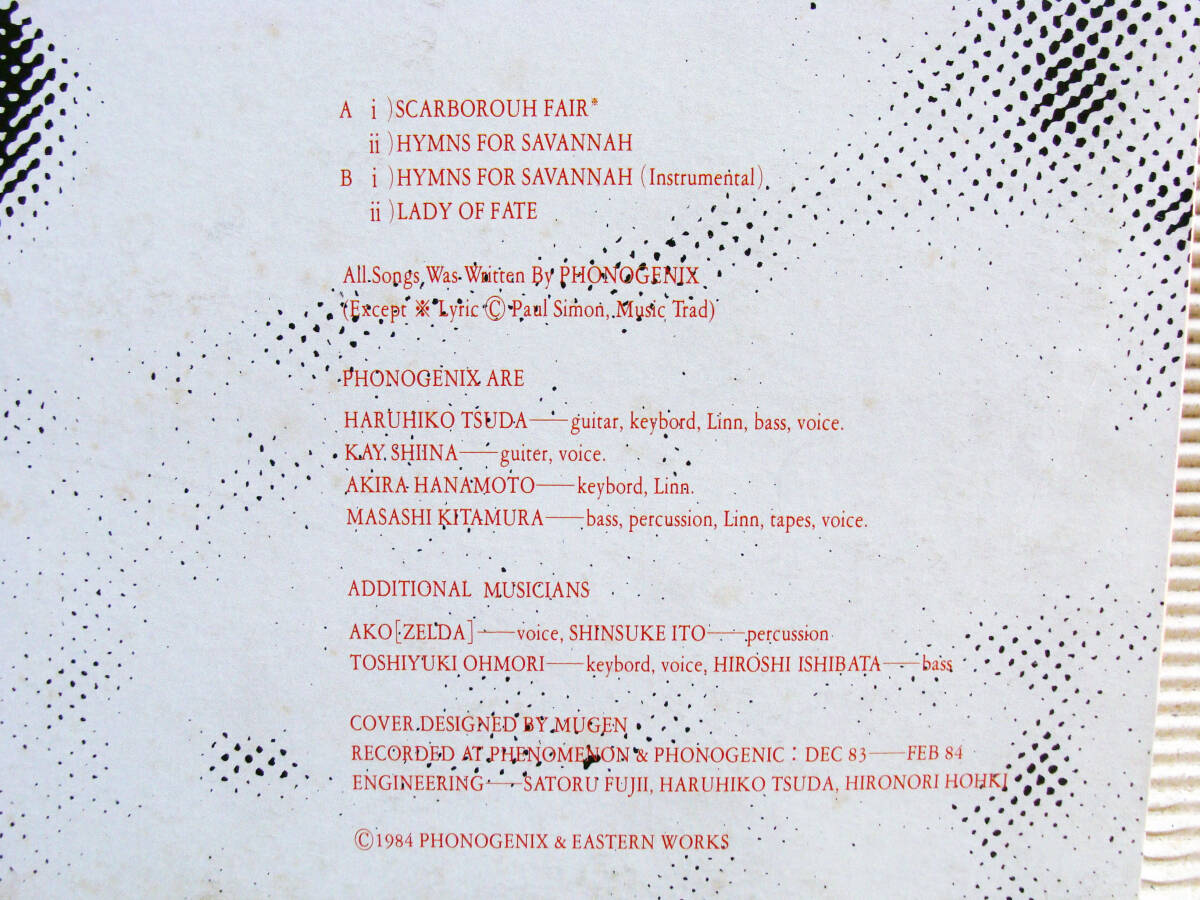 A ⅰ)SCARBOROUH FAIR※
ⅱ)HYMNS FOR SAVANNAH
B ⅰ)HYMNS FOR SAVANNAH (Instrumental)
ⅱ)LADY OF FATE
All Songs Was Written By PHONOGENIX
(Except ※ Lyric Ⓒ Paul Simon, Music Trad)
PHONOGENIX ARE
HARUHIKO TSUDA——guitar, keybord, Linn, bass, voice.
KAY SHIINA——guiter, voice.
AKIRA HANAMOTO——keybord, Linn.
MASASHI KITAMURA——bass, percussion, Linn, tapes, voice.
ADDITIONAL MUSICIANS
AKO[ZELDA]——voice, SHINSUKE ITO——percussion
TOSHIYUKI OHMORI——keybord, voice, HIROSHI ISHIBATA——bass
COVER DESIGNED BY MUGEN
RECORDED AT PHENOMENON & PHONOGENIC : DEC 83——FEB 84
ENGINEERING——SATORU FUJII, HARUHIKO TSUDA, HIRONORI HOHKI
Ⓒ1984 PHONOGENIX & EASTERN WORKS